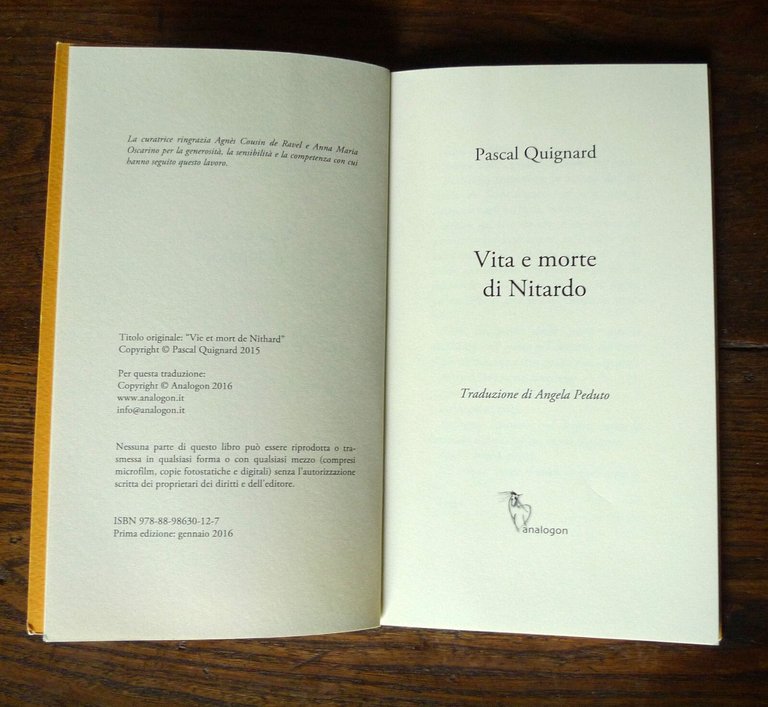 La curatrice ringrazia Agnès Cousin de Ravel e Anna Maria
Oscarino per la generosità, la sensibilità e la competenza con cui
hanno seguito questo lavoro.
Titolo originale: "Vie et mort de Nithard"
Copyright © Pascal Quignard 2015
Per questa traduzione:
Copyright © Analogon 2016
www.analogon.it
info@analogon.it
Nessuna parte di questo libro può essere riprodotta o tra-
smessa in qualsiasi forma o con qualsiasi mezzo (compresi
microfilm, copie fotostatiche e digitali) senza l'autorizzazione
scritta dei proprietari dei diritti e dell'editore.
ISBN 978-88-98630-12-7
Prima edizione: gennaio 2016
Pascal Quignard
Vita e morte
di Nitardo
Traduzione di Angela Peduto
analogon